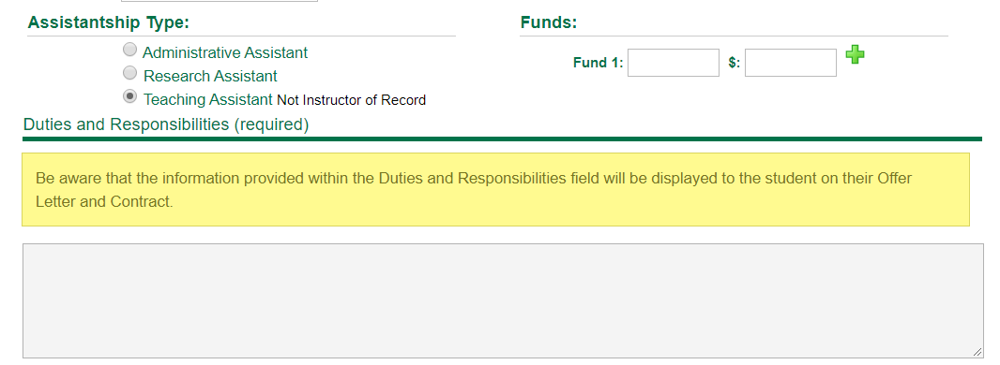 Assistantship Type:
Funds:
Administrative Assistant
Fund 1: $:
Research Assistant
Teaching Assistant Not Instructor of Record
Duties and Responsibilities (required)
Be aware that the information provided within the Duties and Responsibilities field will be displayed to the student on their Offer
Letter and Contract.